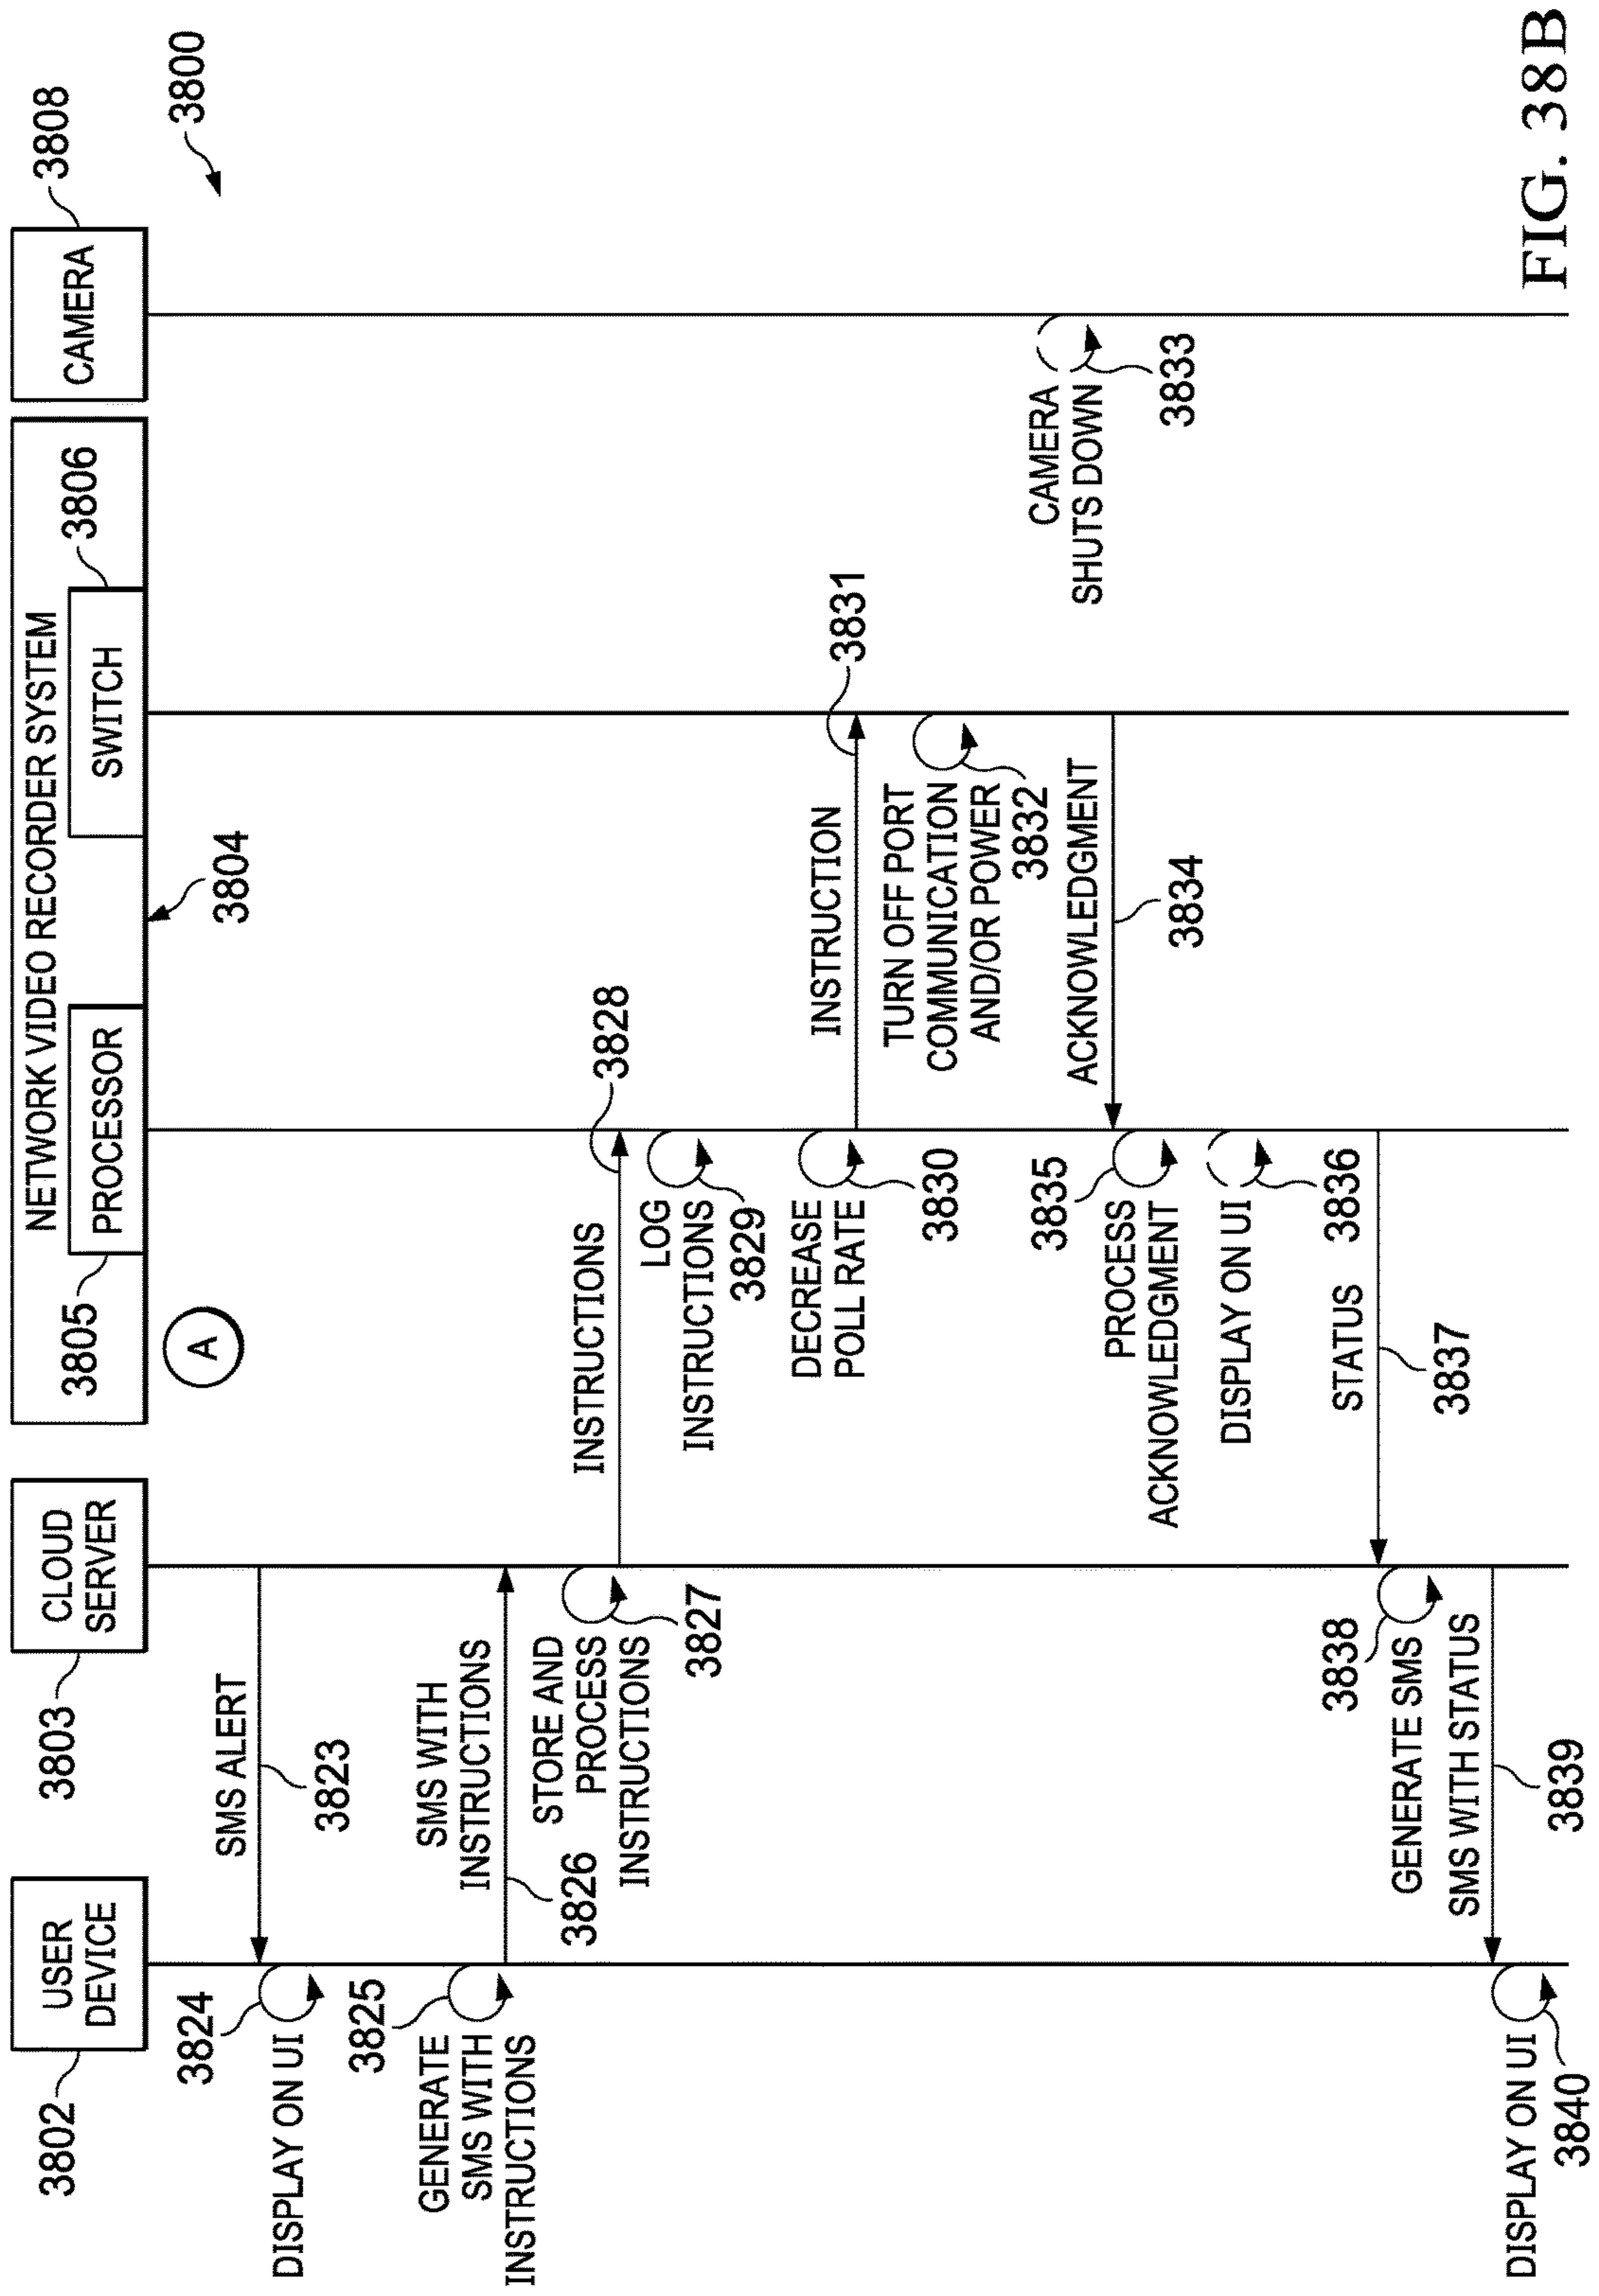 USER
DEVICE
3802
CLOUD
SERVER
3803
NETWORK VIDEO RECORDER SYSTEM
PROCESSOR
3805
SWITCH
3806
3804
CAMERA
3808
3800
A
SMS ALERT
3823
3824
DISPLAY ON UI
3825
GENERATE
SMS WITH
INSTRUCTIONS
SMS WITH
INSTRUCTIONS
3826
STORE AND
PROCESS
INSTRUCTIONS
3827
INSTRUCTIONS
3828
LOG
INSTRUCTIONS
3829
DECREASE
POLL RATE
3830
INSTRUCTION
3831
TURN OFF PORT
COMMUNICATION
AND/OR POWER
3832
CAMERA
SHUTS DOWN
3833
ACKNOWLEDGMENT
3834
3835
PROCESS
ACKNOWLEDGMENT
DISPLAY ON UI
3836
STATUS
3837
3838
GENERATE SMS
SMS WITH STATUS
3839
DISPLAY ON UI
3840
FIG. 38B